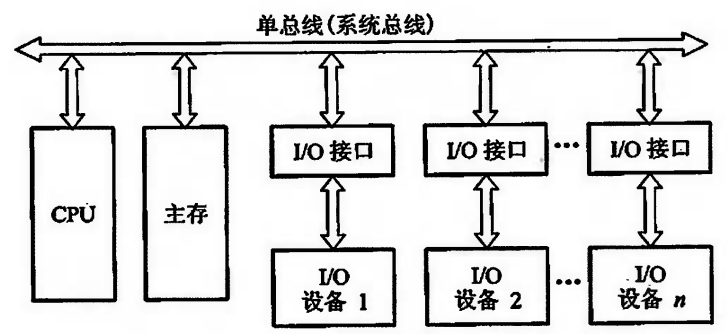 单总线(系统总线)
I/O 接口
I/O 接口
···
I/O 接口
CPU
主存
I/O
设备 1
I/O
设备 2
···
I/O
设备 n